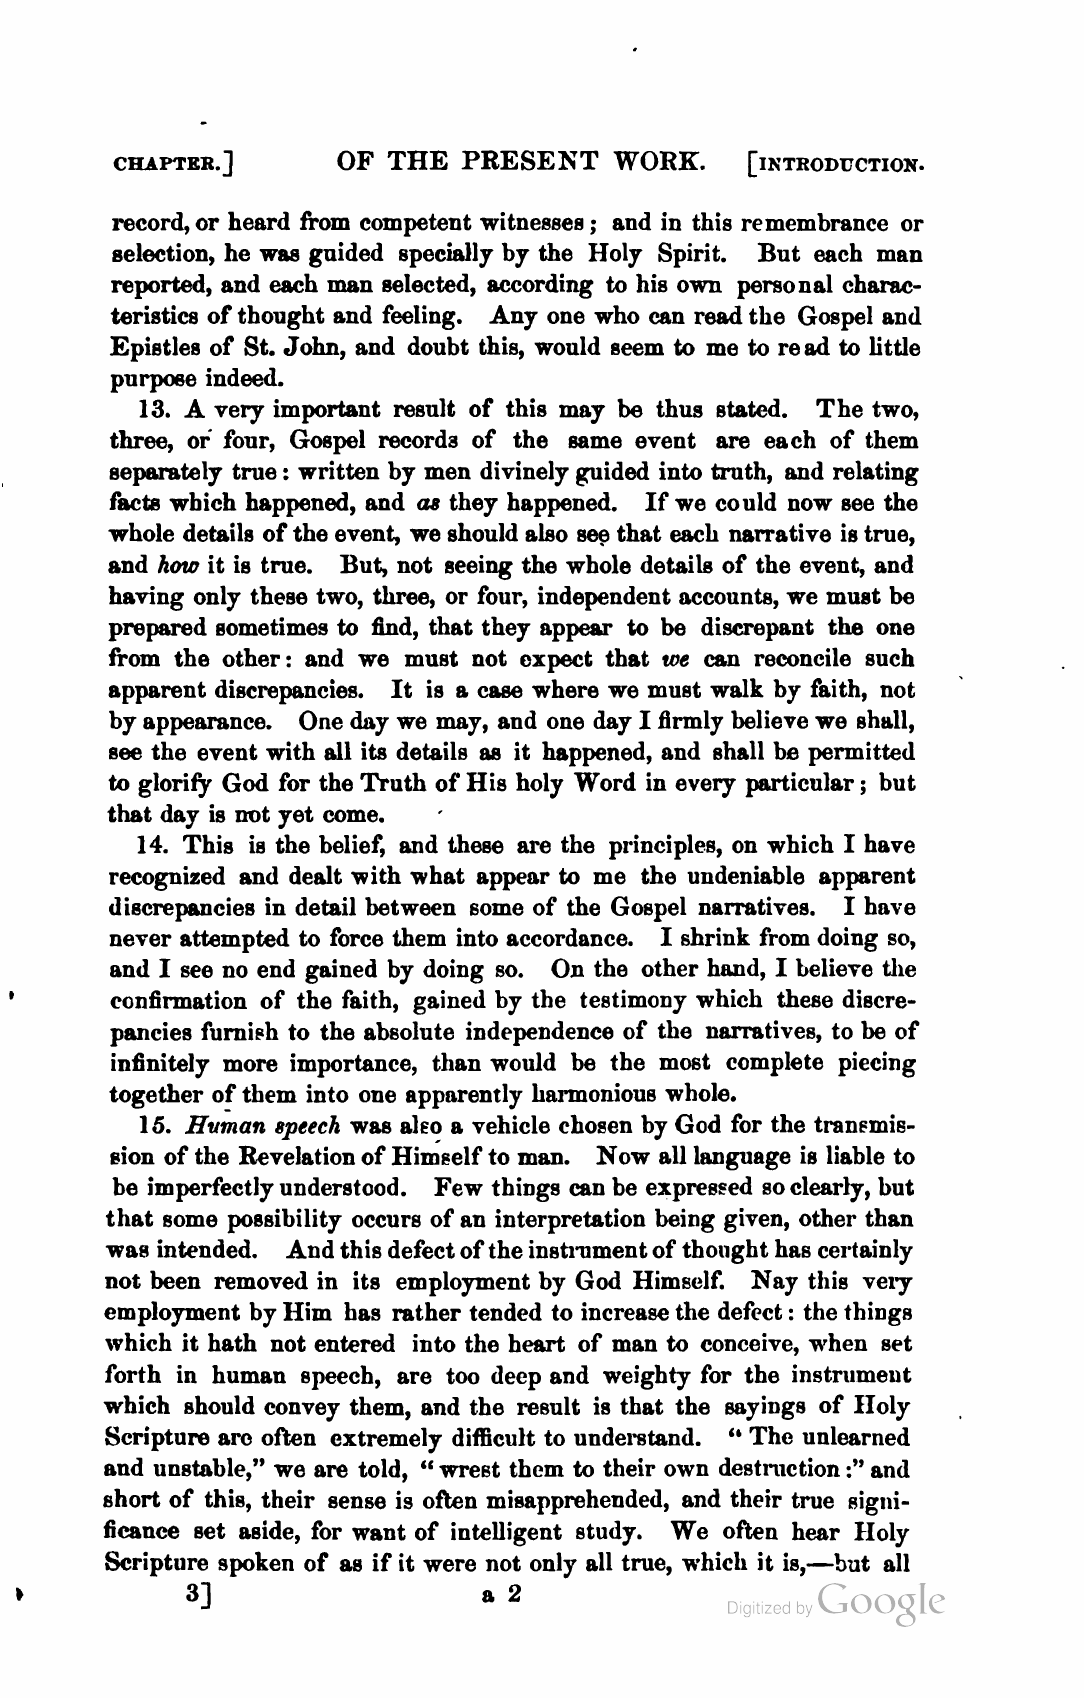 CHAPTER.] OF THE PRESENT WORK. [INTRODUCTION.
record, or heard from competent witnesses; and in this remembrance or
selection, he was guided specially by the Holy Spirit. But each man
reported, and each man selected, according to his own personal charac-
teristics of thought and feeling. Any one who can read the Gospel and
Epistles of St. John, and doubt this, would seem to me to read to little
purpose indeed.
13. A very important result of this may be thus stated. The two,
three, or four, Gospel records of the same event are each of them
separately true: written by men divinely guided into truth, and relating
facts which happened, and as they happened. If we could now see the
whole details of the event, we should also see that each narrative is true,
and how it is true. But, not seeing the whole details of the event, and
having only these two, three, or four, independent accounts, we must be
prepared sometimes to find, that they appear to be discrepant the one
from the other: and we must not expect that we can reconcile such
apparent discrepancies. It is a case where we must walk by faith, not
by appearance. One day we may, and one day I firmly believe we shall,
see the event with all its details as it happened, and shall be permitted
to glorify God for the Truth of His holy Word in every particular; but
that day is not yet come.
14. This is the belief, and these are the principles, on which I have
recognized and dealt with what appear to me the undeniable apparent
discrepancies in detail between some of the Gospel narratives. I have
never attempted to force them into accordance. I shrink from doing so,
and I see no end gained by doing so. On the other hand, I believe the
confirmation of the faith, gained by the testimony which these discre-
pancies furnish to the absolute independence of the narratives, to be of
infinitely more importance, than would be the most complete piecing
together of them into one apparently harmonious whole.
15. Human speech was also a vehicle chosen by God for the transmis-
sion of the Revelation of Himself to man. Now all language is liable to
be imperfectly understood. Few things can be expressed so clearly, but
that some possibility occurs of an interpretation being given, other than
was intended. And this defect of the instrument of thought has certainly
not been removed in its employment by God Himself. Nay this very
employment by Him has rather tended to increase the defect: the things
which it hath not entered into the heart of man to conceive, when set
forth in human speech, are too deep and weighty for the instrument
which should convey them, and the result is that the sayings of Holy
Scripture are often extremely difficult to understand. “The unlearned
and unstable,” we are told, “wrest them to their own destruction:” and
short of this, their sense is often misapprehended, and their true signi-
ficance set aside, for want of intelligent study. We often hear Holy
Scripture spoken of as if it were not only all true, which it is,—but all
3] a 2
Digitized by Google